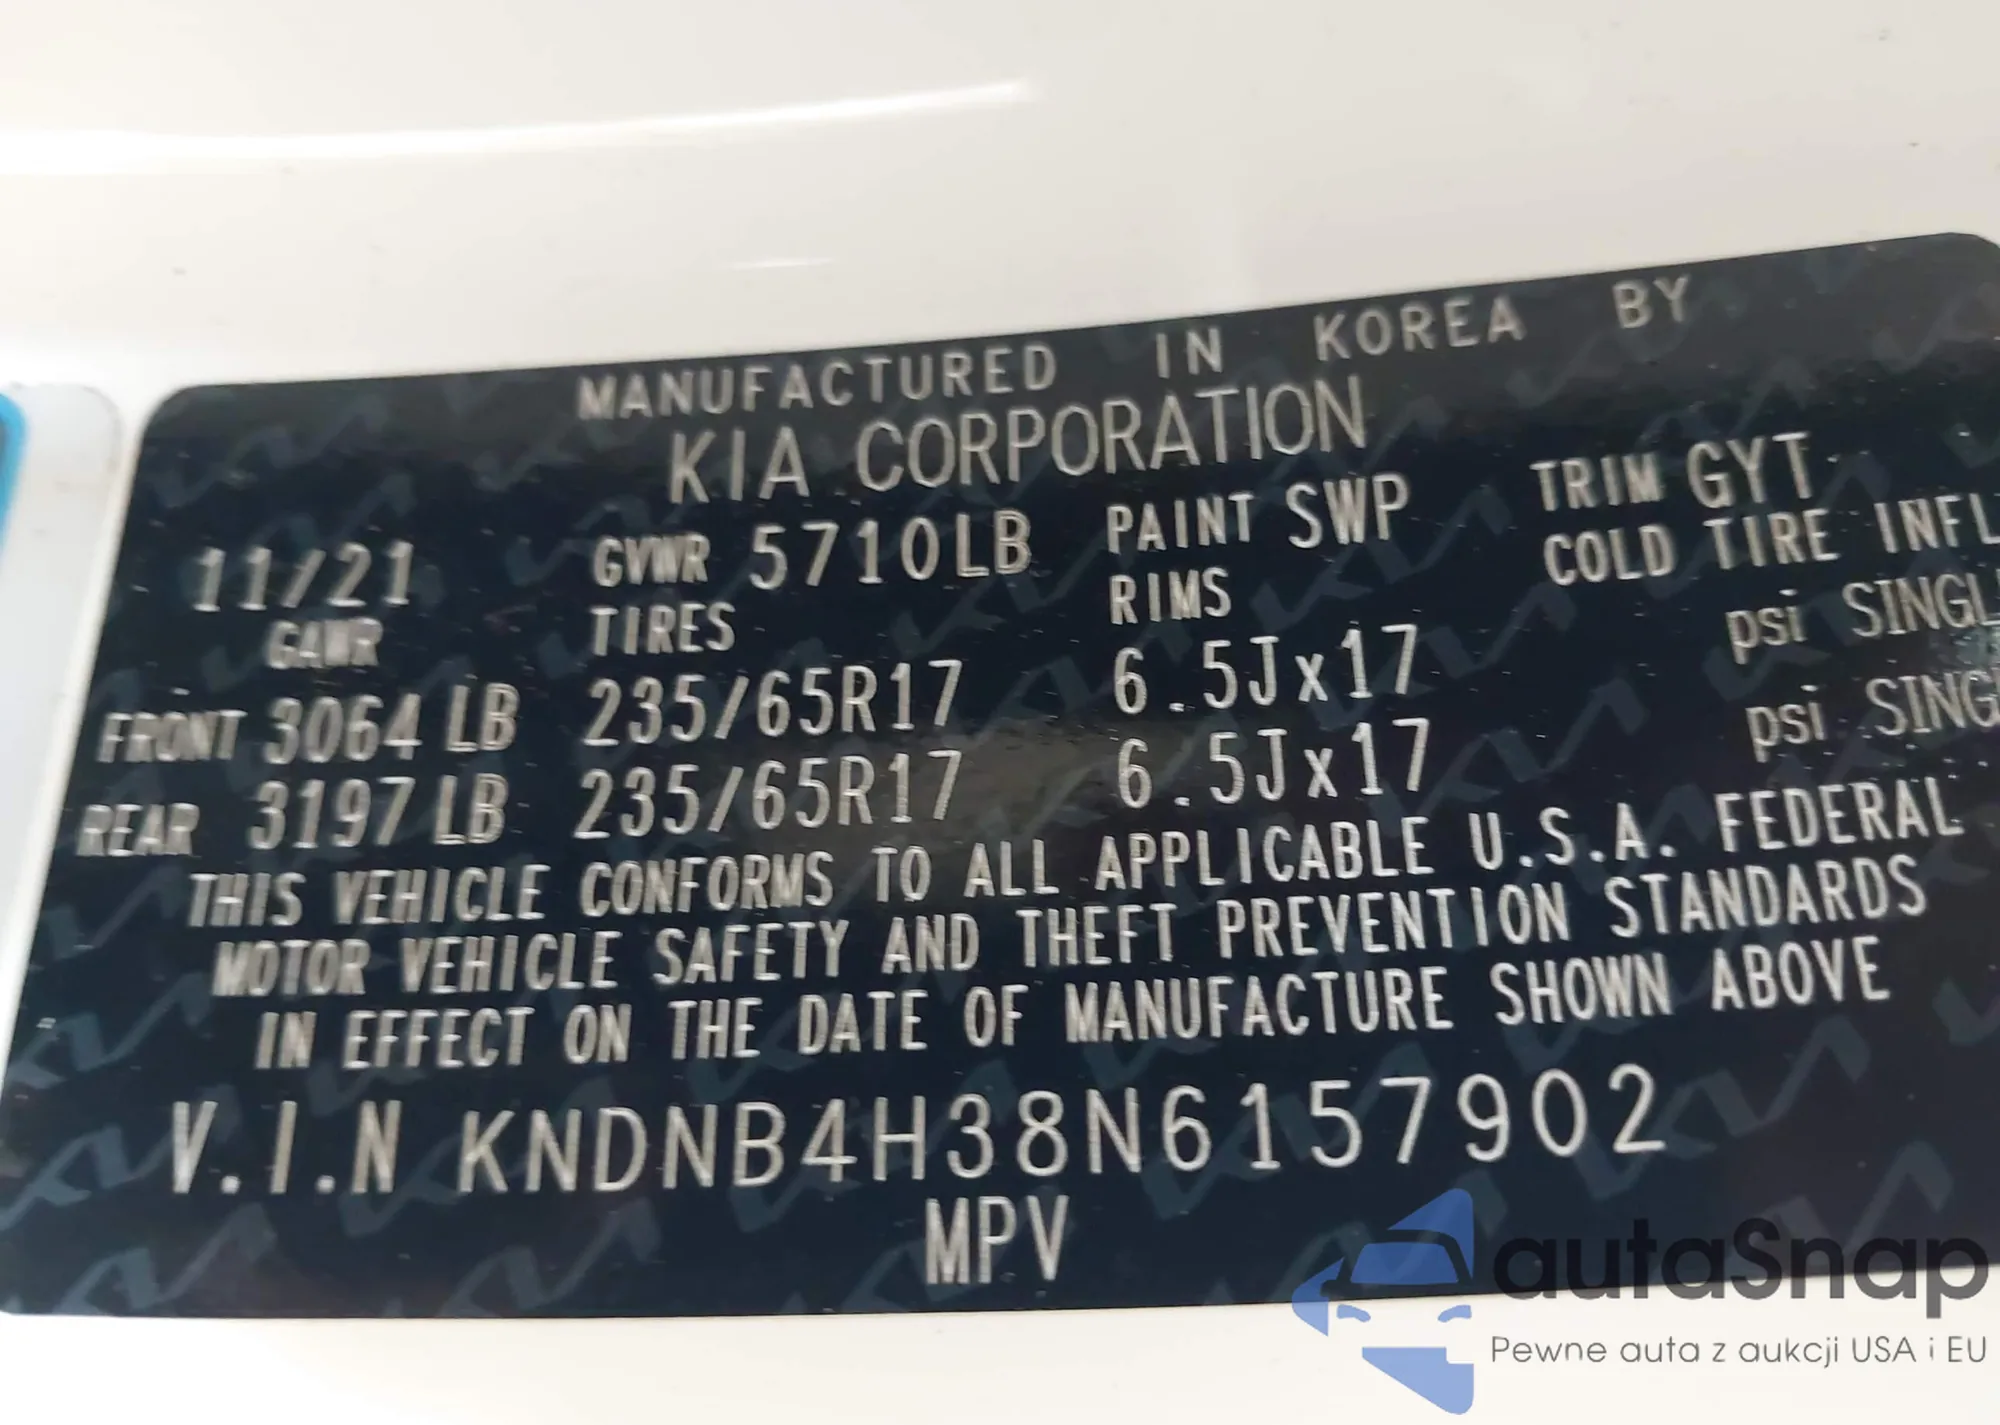 MANUFACTURED IN KOREA BY
KIA CORPORATION
11/21 GVWR 5710LB PAINT SWP TRIM GYT
GAWR TIRES RIMS COLD TIRE INFL
FRONT 3064 LB 235/65R17 6.5Jx17 psi SINGL
REAR 3197 LB 235/65R17 6.5Jx17 psi SING
THIS VEHICLE CONFORMS TO ALL APPLICABLE U.S.A. FEDERAL
MOTOR VEHICLE SAFETY AND THEFT PREVENTION STANDARDS
IN EFFECT ON THE DATE OF MANUFACTURE SHOWN ABOVE
V.I.N KNDNB4H38N6157902
MPV
autaSnap
Pewne auta z aukcji USA i EU